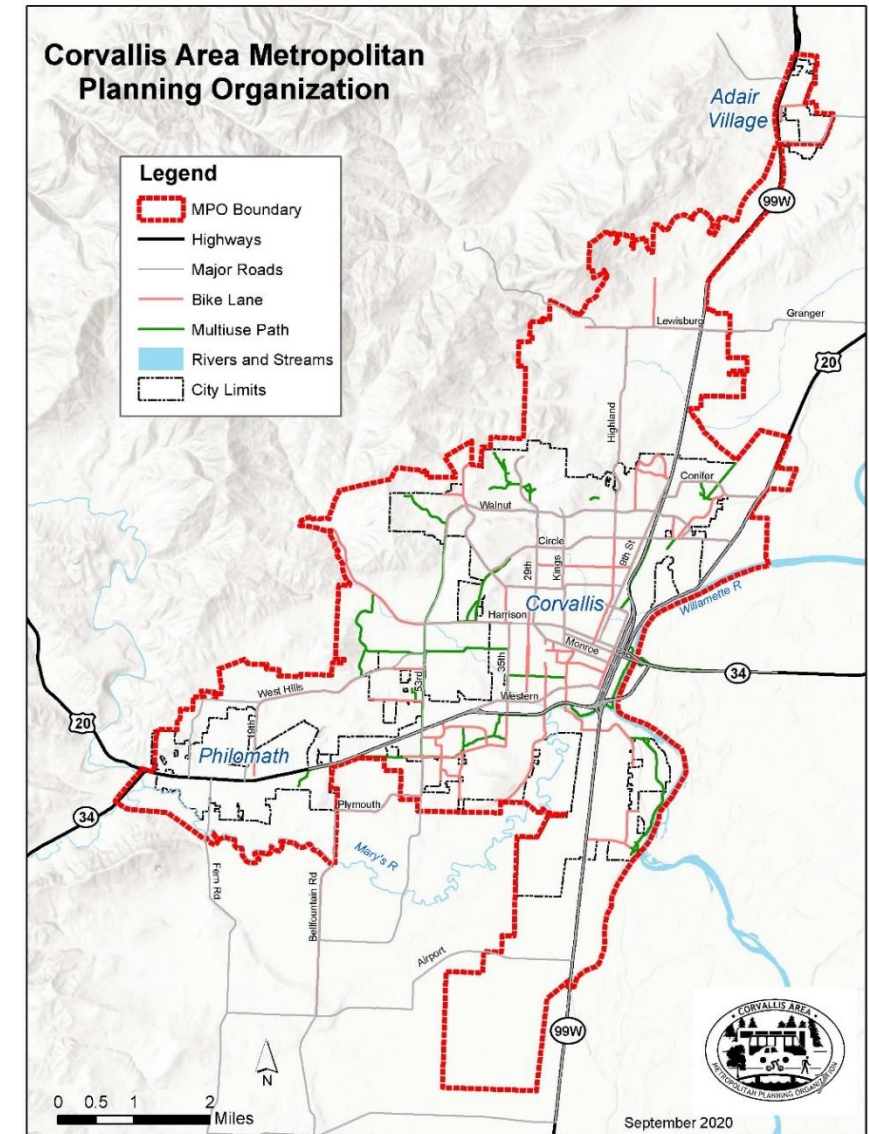 Corvallis Area Metropolitan
Planning Organization
Adair
Village
Legend
MPO Boundary
Highways
Major Roads
Bike Lane
Multiuse Path
Rivers and Streams
City Limits
99W
Lewisburg
Granger
20
Highland
Conifer
Walnut
Circle
29th
Kings
9th St
Corvallis
Willamette R
Harrison
Monroe
35th
53rd
Western
34
West Hills
19th
20
Philomath
34
Plymouth
Mary's R
Fern Rd
Bellfountain Rd
Airport
99W
N
0 0.5 1 2
Miles
CORVALLIS AREA
METROPOLITAN PLANNING ORGANIZATION
September 2020